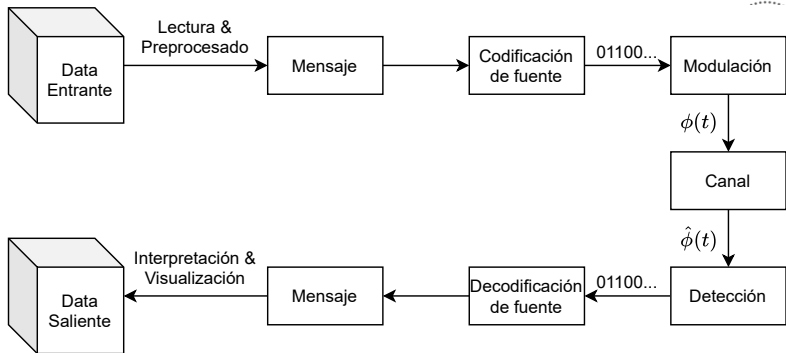 Lectura &
Preprocesado
Data
Entrante
Mensaje
Codificación
de fuente
01100...
Modulación
ϕ(t)
Canal
ϕ̂(t)
Interpretación &
Visualización
Data
Saliente
Mensaje
Decodificación
de fuente
01100...
Detección